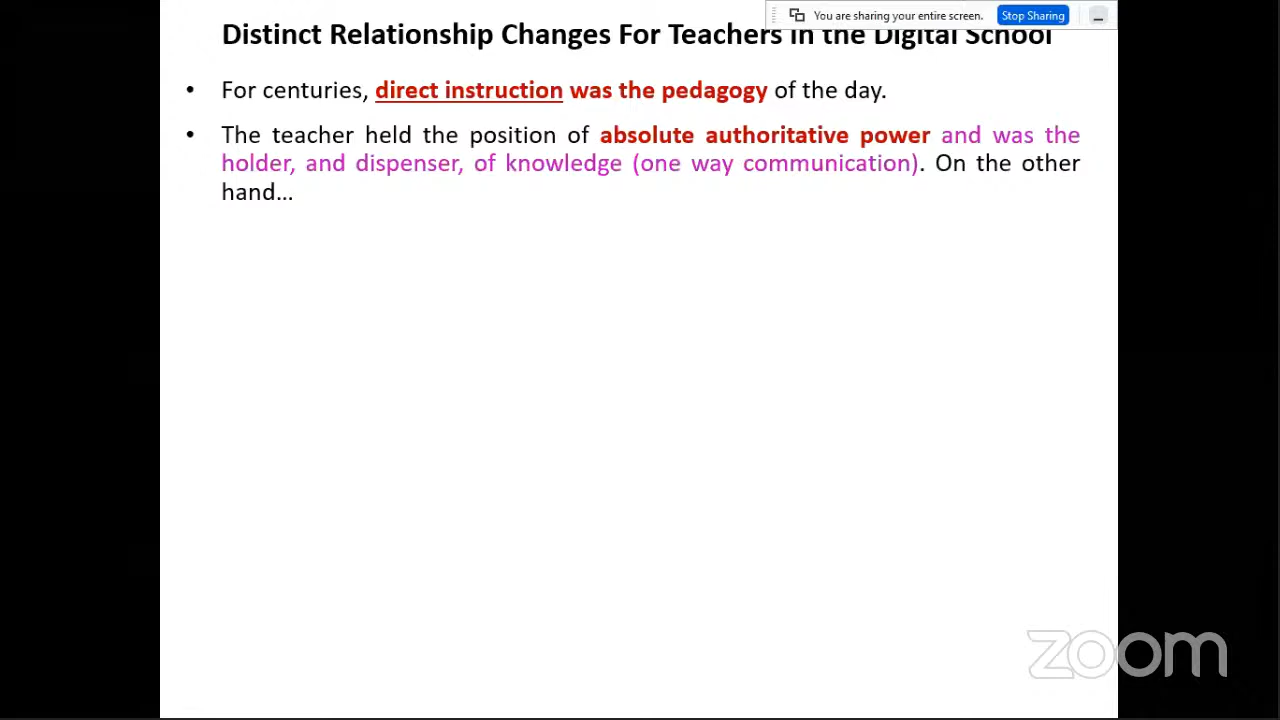 You are sharing your entire screen. Stop Sharing
Distinct Relationship Changes For Teachers in the Digital School
• For centuries, direct instruction was the pedagogy of the day.
• The teacher held the position of absolute authoritative power and was the
holder, and dispenser, of knowledge (one way communication). On the other
hand...
zoom